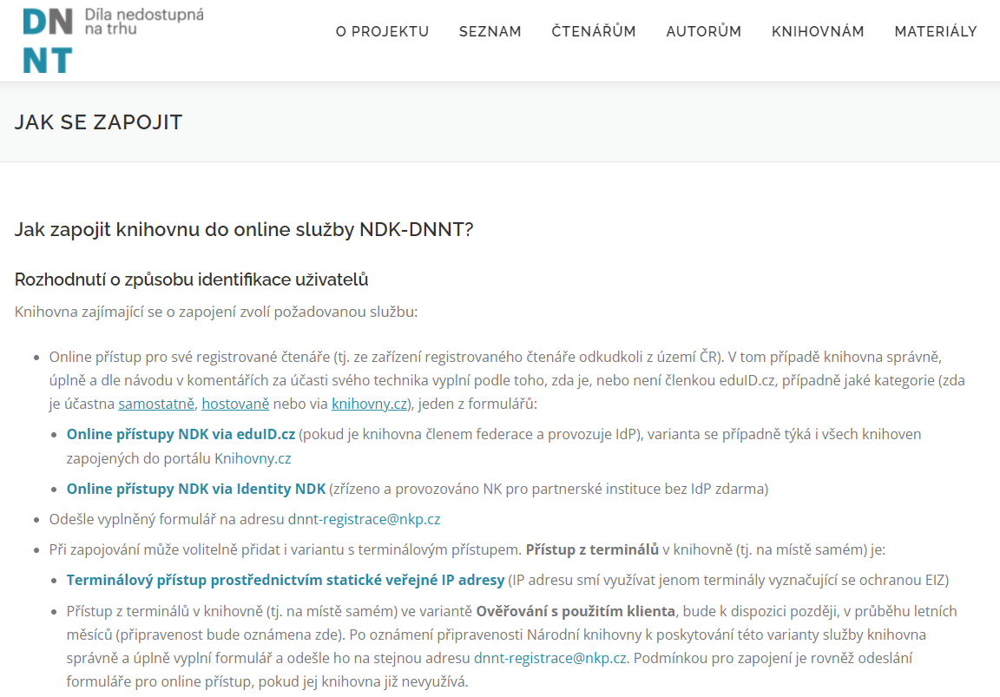 DN Díla nedostupná
na trhu
NT
O PROJEKTU SEZNAM ČTENÁŘŮM AUTORŮM KNIHOVNÁM MATERIÁLY
JAK SE ZAPOJIT
Jak zapojit knihovnu do online služby NDK-DNNT?
Rozhodnutí o způsobu identifikace uživatelů
Knihovna zajímající se o zapojení zvolí požadovanou službu:
• Online přístup pro své registrované čtenáře (tj. ze zařízení registrovaného čtenáře odkudkoli z území ČR). V tom případě knihovna správně,
úplně a dle návodu v komentářích za účasti svého technika vyplní podle toho, zda je, nebo není členkou eduID.cz, případně jaké kategorie (zda
je účastna samostatně, hostovaně nebo via knihovny.cz), jeden z formulářů:
• Online přístupy NDK via eduID.cz (pokud je knihovna členem federace a provozuje IdP), varianta se případně týká i všech knihoven
zapojených do portálu Knihovny.cz
• Online přístupy NDK via Identity NDK (zřízeno a provozováno NK pro partnerské instituce bez IdP zdarma)
• Odešle vyplněný formulář na adresu dnnt-registrace@nkp.cz
• Při zapojování může volitelně přidat i variantu s terminálovým přístupem. Přístup z terminálů v knihovně (tj. na místě samém) je:
• Terminálový přístup prostřednictvím statické veřejné IP adresy (IP adresu smí využívat jenom terminály vyznačující se ochranou EIZ)
• Přístup z terminálů v knihovně (tj. na místě samém) ve variantě Ověřování s použitím klienta, bude k dispozici později, v průběhu letních
měsíců (připravenost bude oznámena zde). Po oznámení připravenosti Národní knihovny k poskytování této varianty služby knihovna
správně a úplně vyplní formulář a odešle ho na stejnou adresu dnnt-registrace@nkp.cz. Podmínkou pro zapojení je rovněž odeslání
formuláře pro online přístup, pokud jej knihovna již nevyužívá.